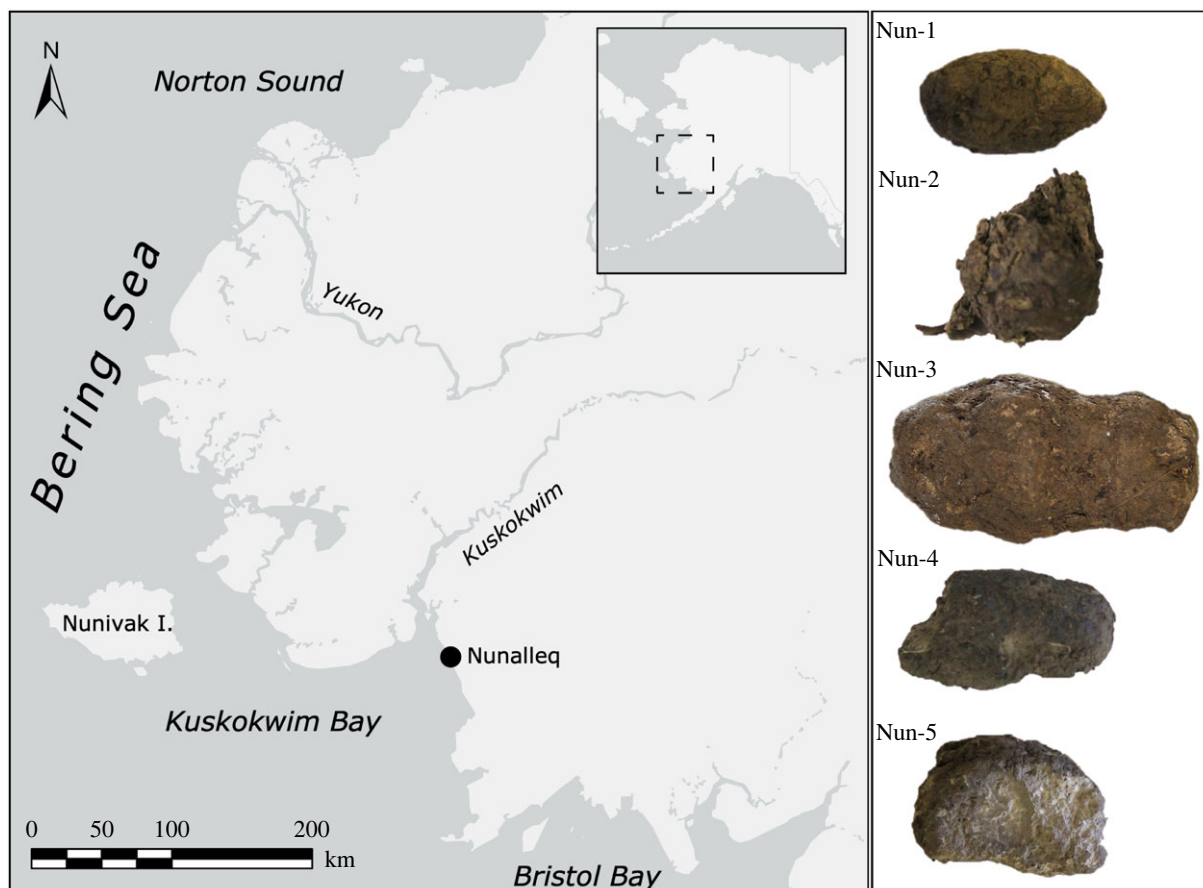 N
Norton Sound
Bering Sea
Yukon
Kuskokwim
Nunivak I.
Nunalleq
Kuskokwim Bay
0 50 100 200
km
Bristol Bay
Nun-1
Nun-2
Nun-3
Nun-4
Nun-5